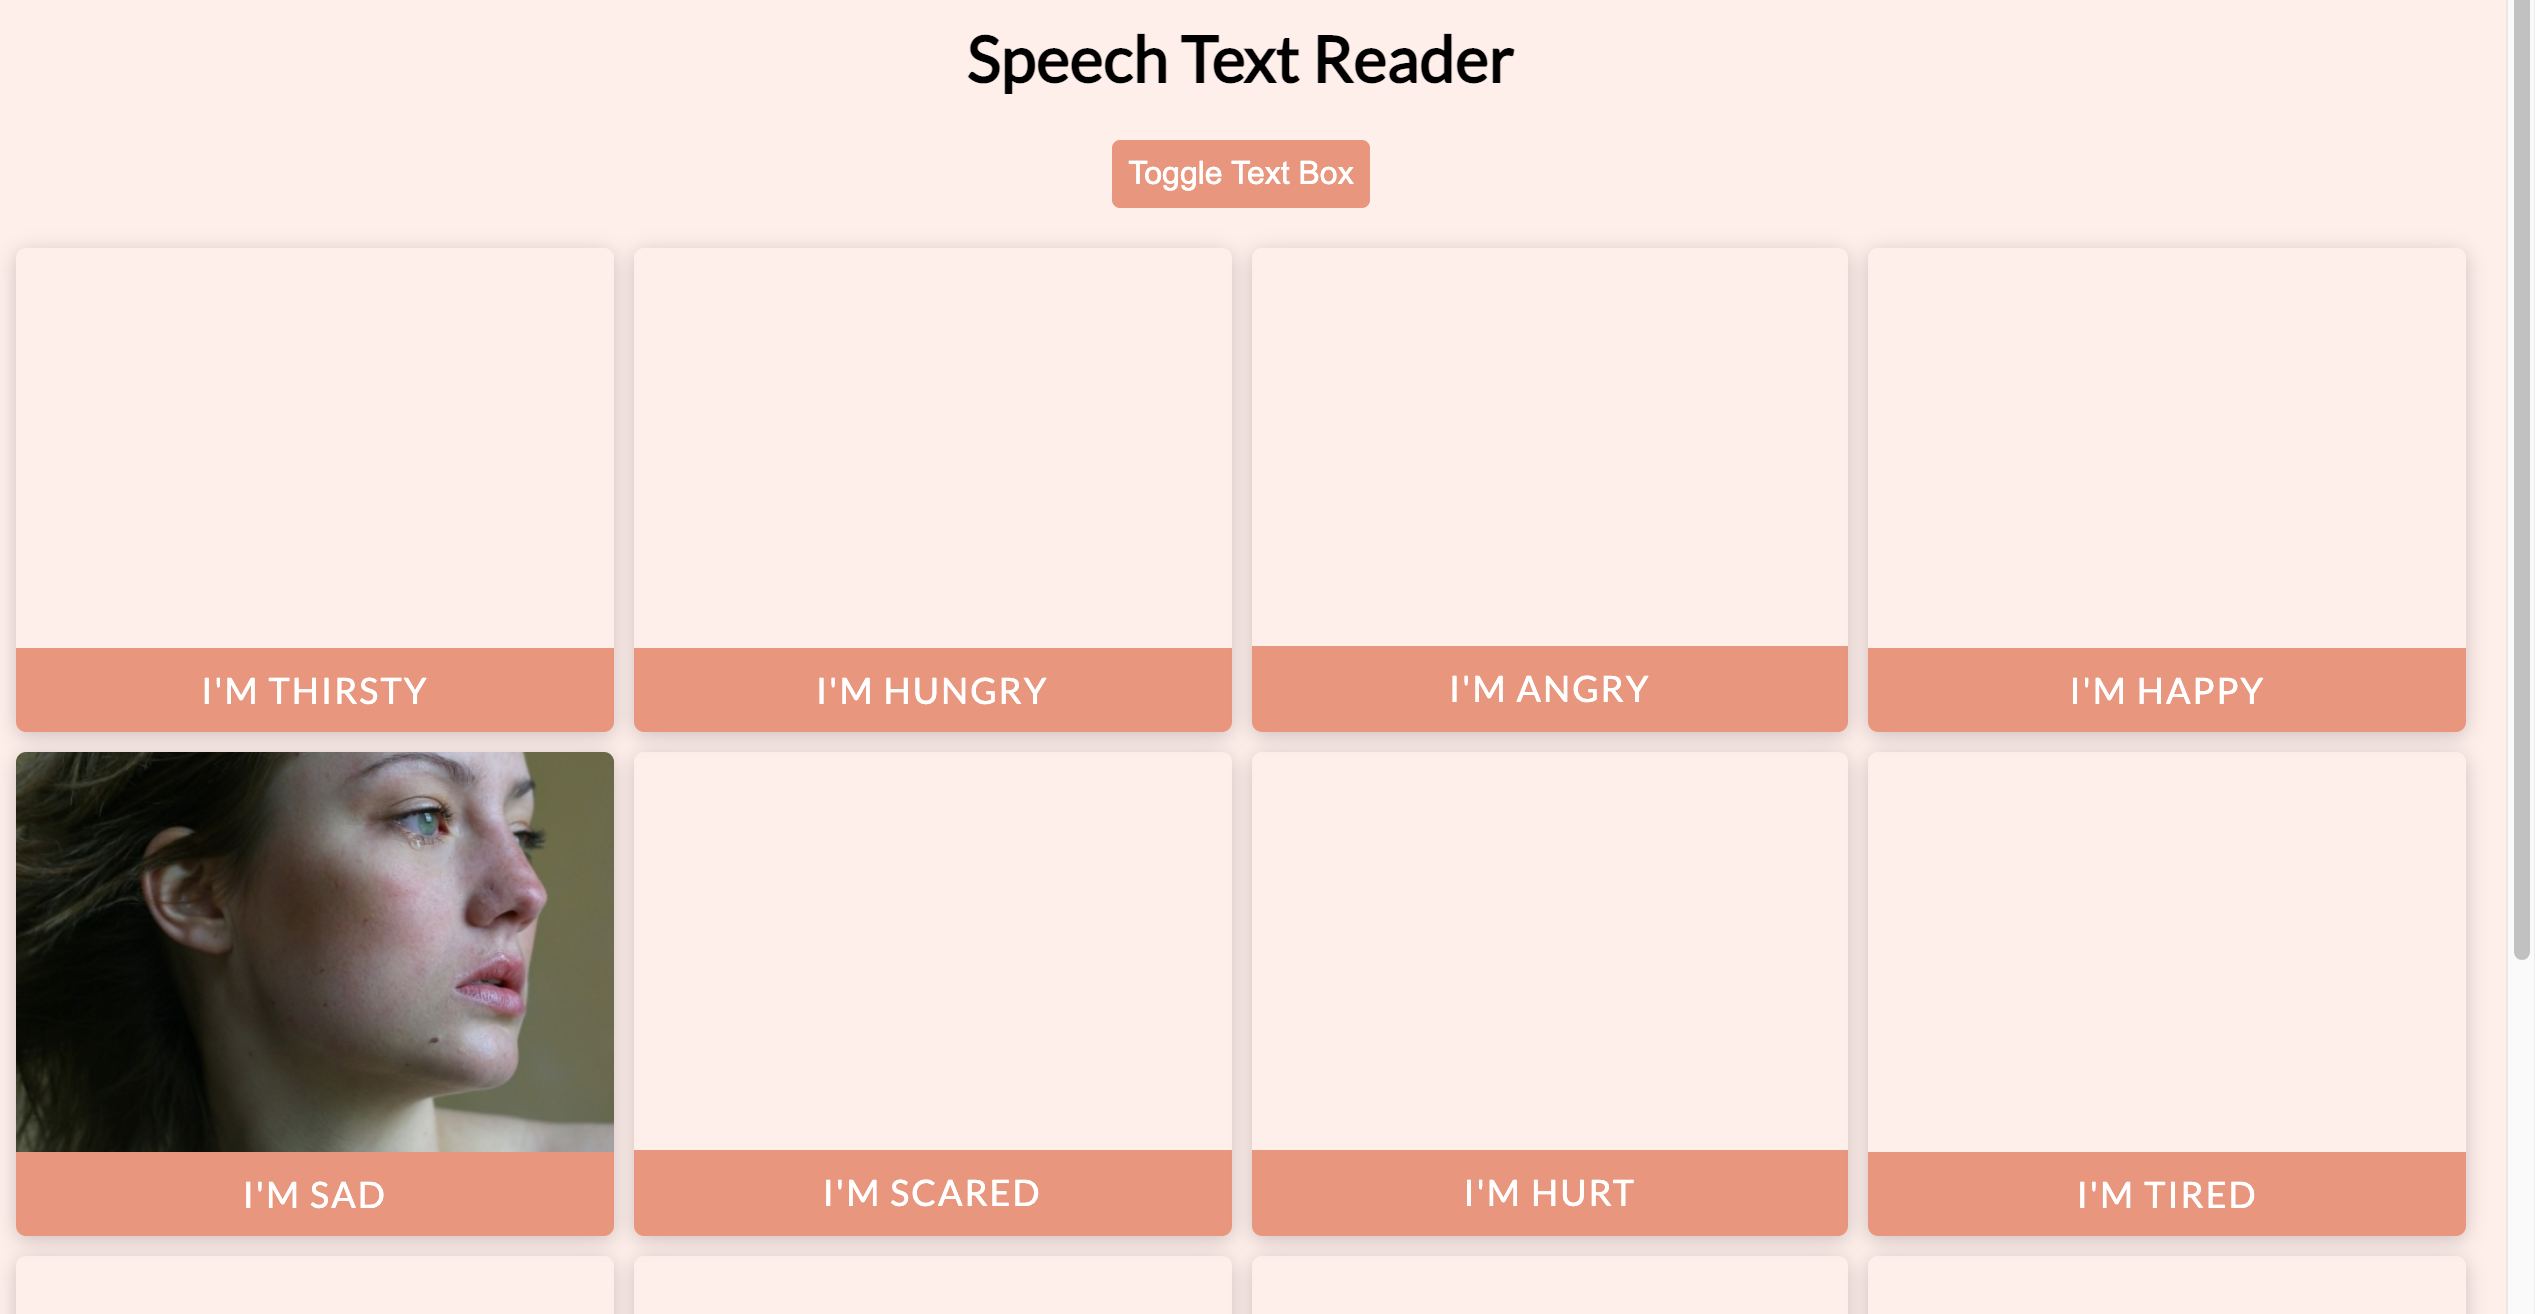 Speech Text Reader
Toggle Text Box
I'M THIRSTY
I'M HUNGRY
I'M ANGRY
I'M HAPPY
I'M SAD
I'M SCARED
I'M HURT
I'M TIRED